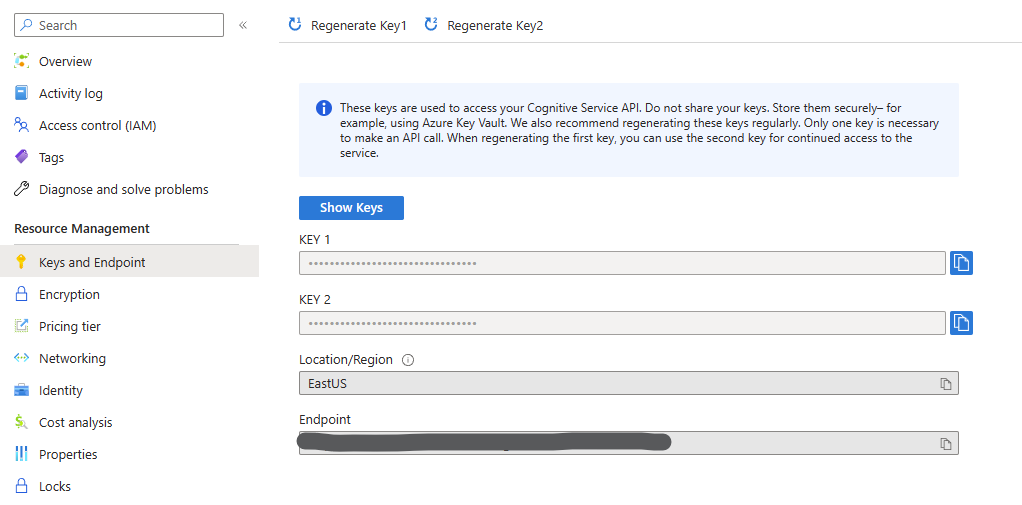 Search
«
Regenerate Key1
Regenerate Key2
Overview
Activity log
Access control (IAM)
Tags
Diagnose and solve problems
Resource Management
Keys and Endpoint
Encryption
Pricing tier
Networking
Identity
Cost analysis
Properties
Locks
These keys are used to access your Cognitive Service API. Do not share your keys. Store them securely– for
example, using Azure Key Vault. We also recommend regenerating these keys regularly. Only one key is necessary
to make an API call. When regenerating the first key, you can use the second key for continued access to the
service.
Show Keys
KEY 1
••••••••••••••••••••••••••••••••
KEY 2
••••••••••••••••••••••••••••••••
Location/Region
EastUS
Endpoint